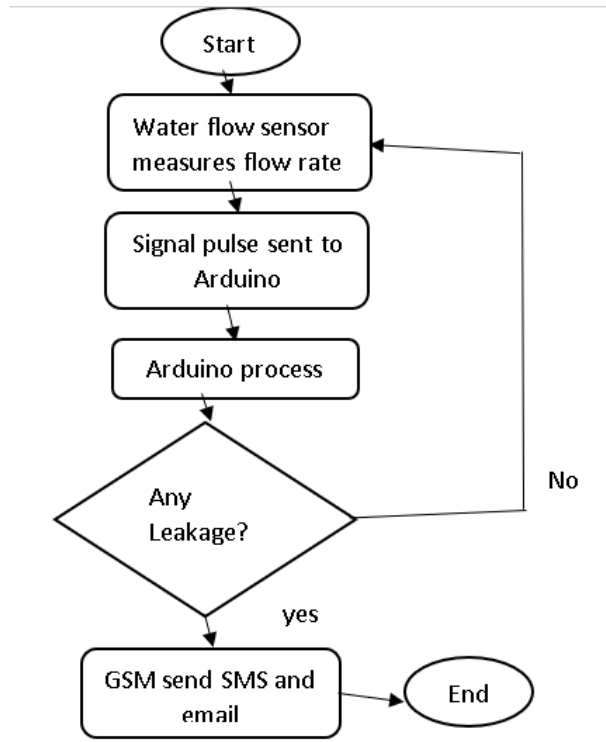 Start
Water flow sensor
measures flow rate
Signal pulse sent to
Arduino
Arduino process
Any
Leakage?
No
yes
GSM send SMS and
email
End